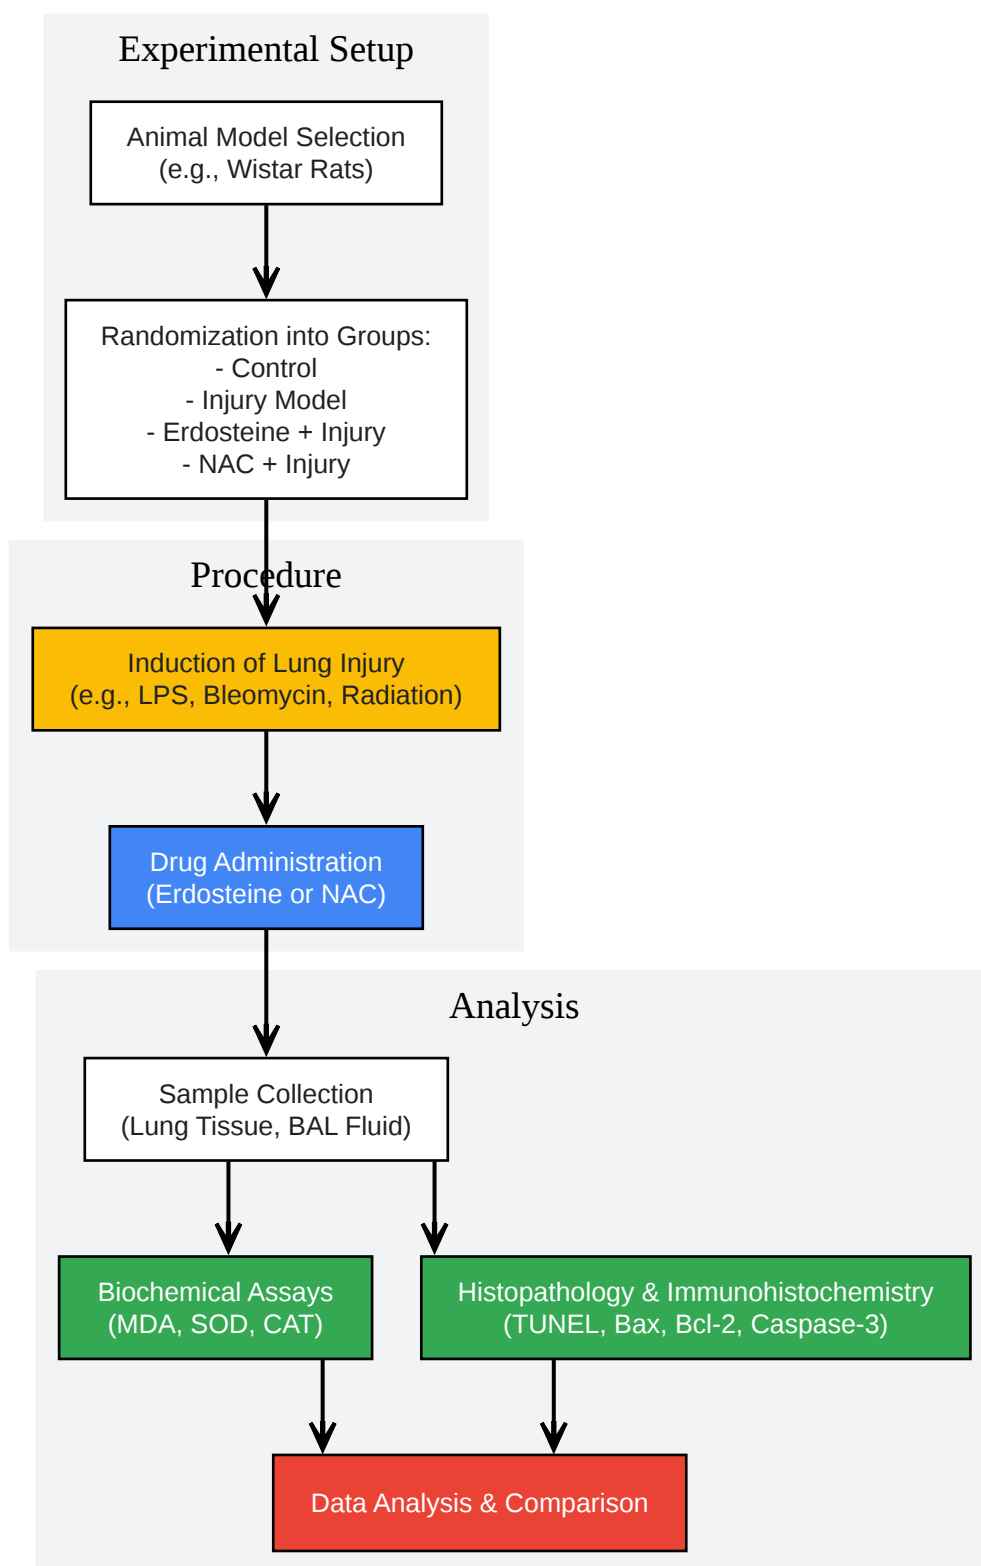 Experimental Setup
Animal Model Selection
(e.g., Wistar Rats)
Randomization into Groups:
- Control
- Injury Model
- Erdosteine + Injury
- NAC + Injury
Procedure
Induction of Lung Injury
(e.g., LPS, Bleomycin, Radiation)
Drug Administration
(Erdosteine or NAC)
Analysis
Sample Collection
(Lung Tissue, BAL Fluid)
Biochemical Assays
(MDA, SOD, CAT)
Histopathology & Immunohistochemistry
(TUNEL, Bax, Bcl-2, Caspase-3)
Data Analysis & Comparison